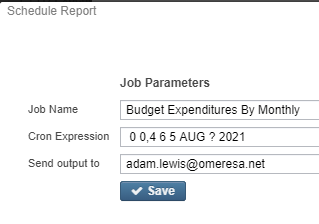 Schedule Report
Job Parameters
Job Name Budget Expenditures By Monthly
Cron Expression 0 0,4 6 5 AUG ? 2021
Send output to adam.lewis@omeresa.net
Save